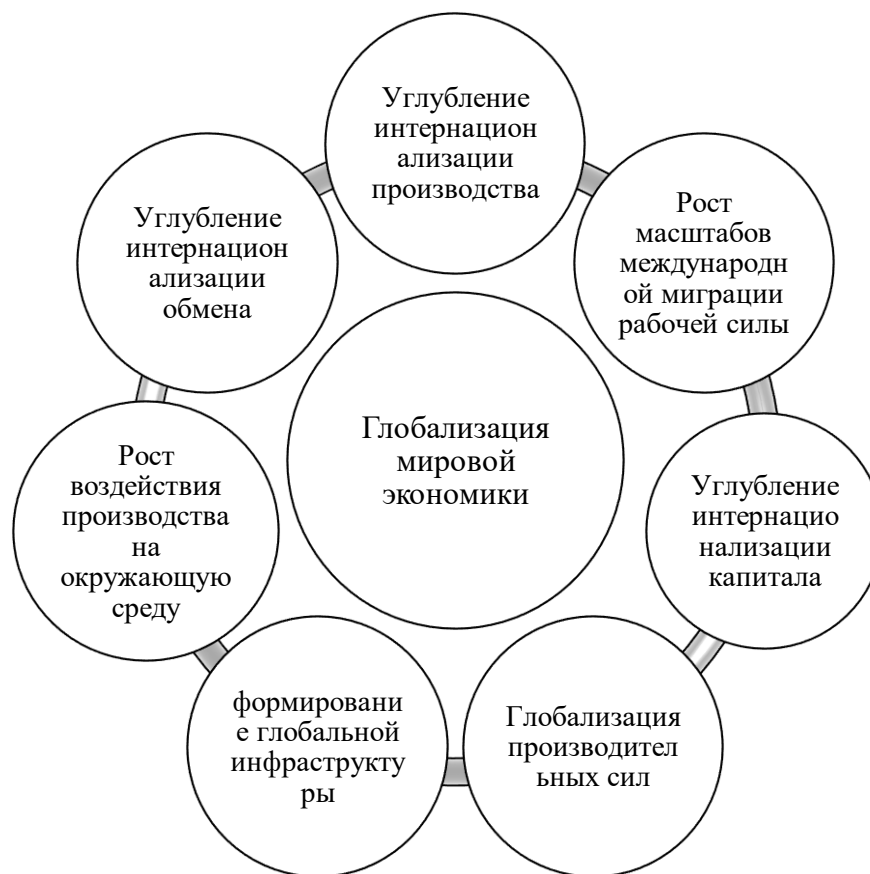 Углубление
интернацион
ализации
производства
Рост
масштабов
международн
ой миграции
рабочей силы
Углубление
интернацио
нализации
капитала
Глобализация
производител
ьных сил
формировани
е глобальной
инфраструкту
ры
Рост
воздействия
производства
на
окружающую
среду
Углубление
интернацион
ализации
обмена
Глобализация
мировой
экономики